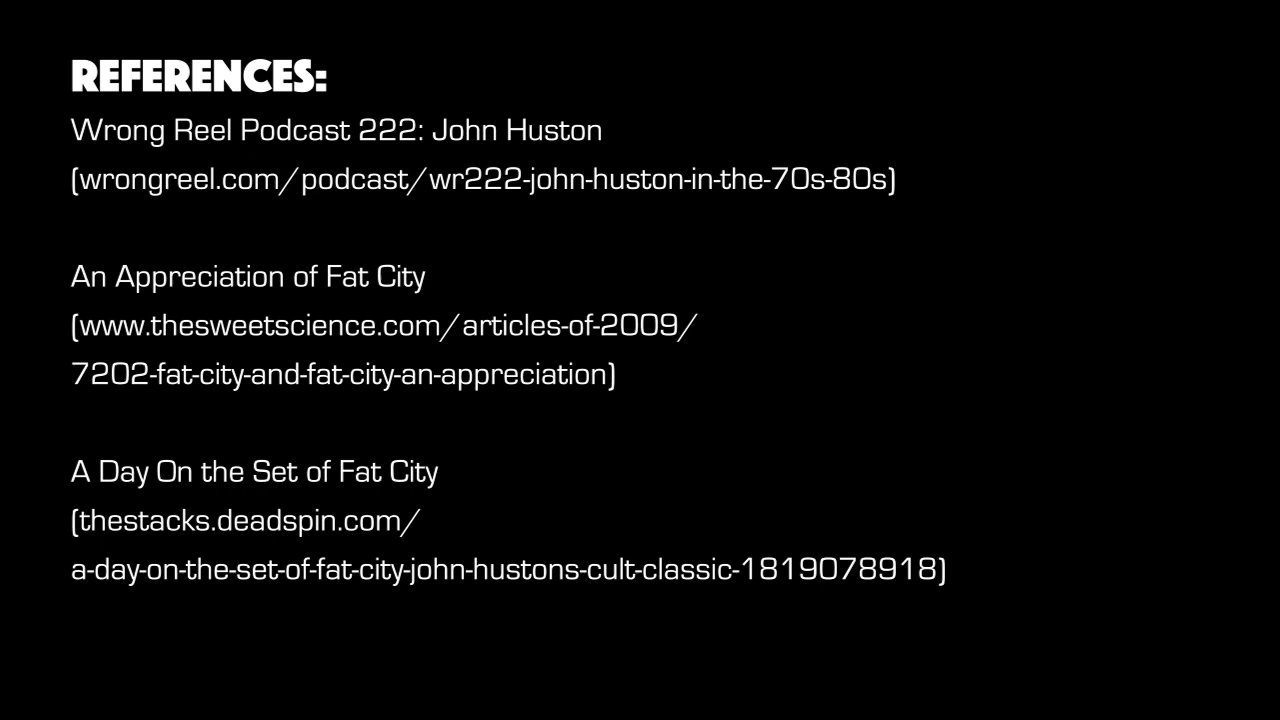 REFERENCES:
Wrong Reel Podcast 222: John Huston
(wrongreel.com/podcast/wr222-john-huston-in-the-70s-80s)
An Appreciation of Fat City
(www.thesweetscience.com/articles-of-2009/
7202-fat-city-and-fat-city-an-appreciation)
A Day On the Set of Fat City
(thestacks.deadspin.com/
a-day-on-the-set-of-fat-city-john-hustons-cult-classic-1819078918)